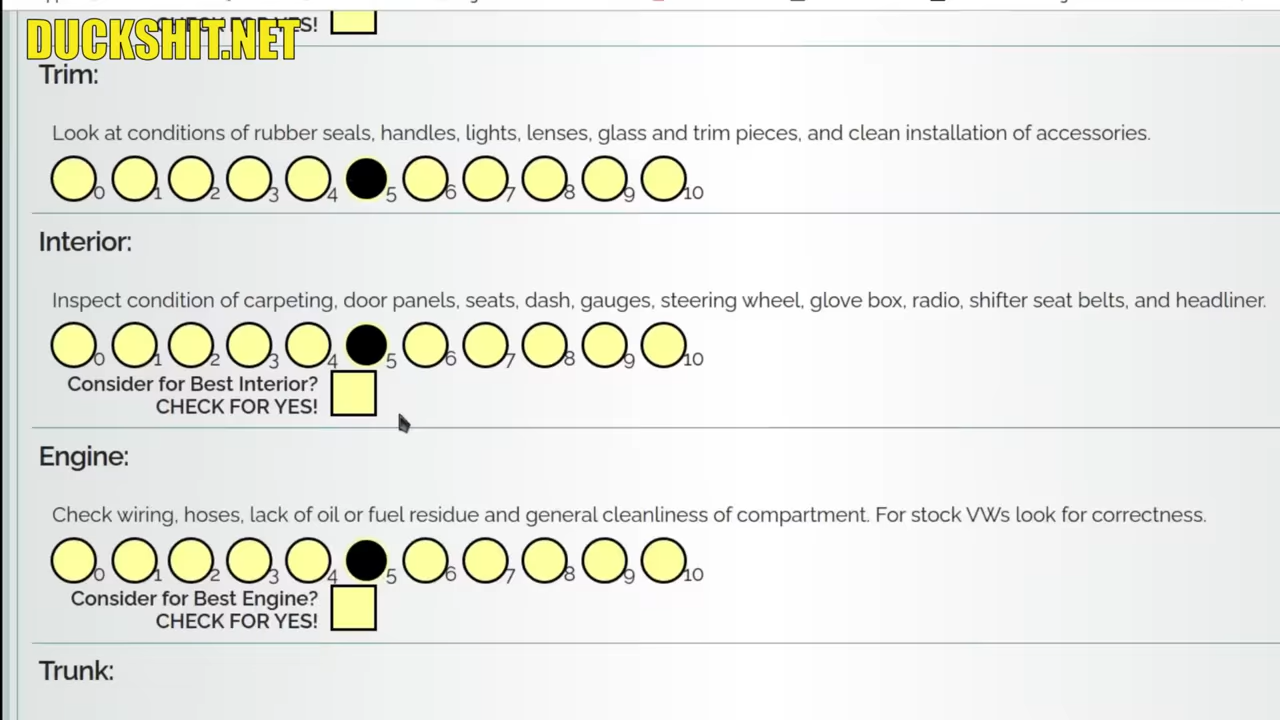 DUCKSHIT.NET
Trim:
Look at conditions of rubber seals, handles, lights, lenses, glass and trim pieces, and clean installation of accessories.
0 1 2 3 4 5 6 7 8 9 10
Interior:
Inspect condition of carpeting, door panels, seats, dash, gauges, steering wheel, glove box, radio, shifter seat belts, and headliner.
0 1 2 3 4 5 6 7 8 9 10
Consider for Best Interior?
CHECK FOR YES!
Engine:
Check wiring, hoses, lack of oil or fuel residue and general cleanliness of compartment. For stock VWs look for correctness.
0 1 2 3 4 5 6 7 8 9 10
Consider for Best Engine?
CHECK FOR YES!
Trunk: